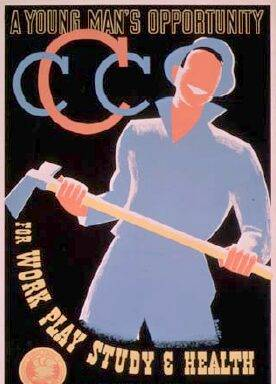 A YOUNG MAN'S OPPORTUNITY
CCC
FOR WORK PLAY STUDY & HEALTH